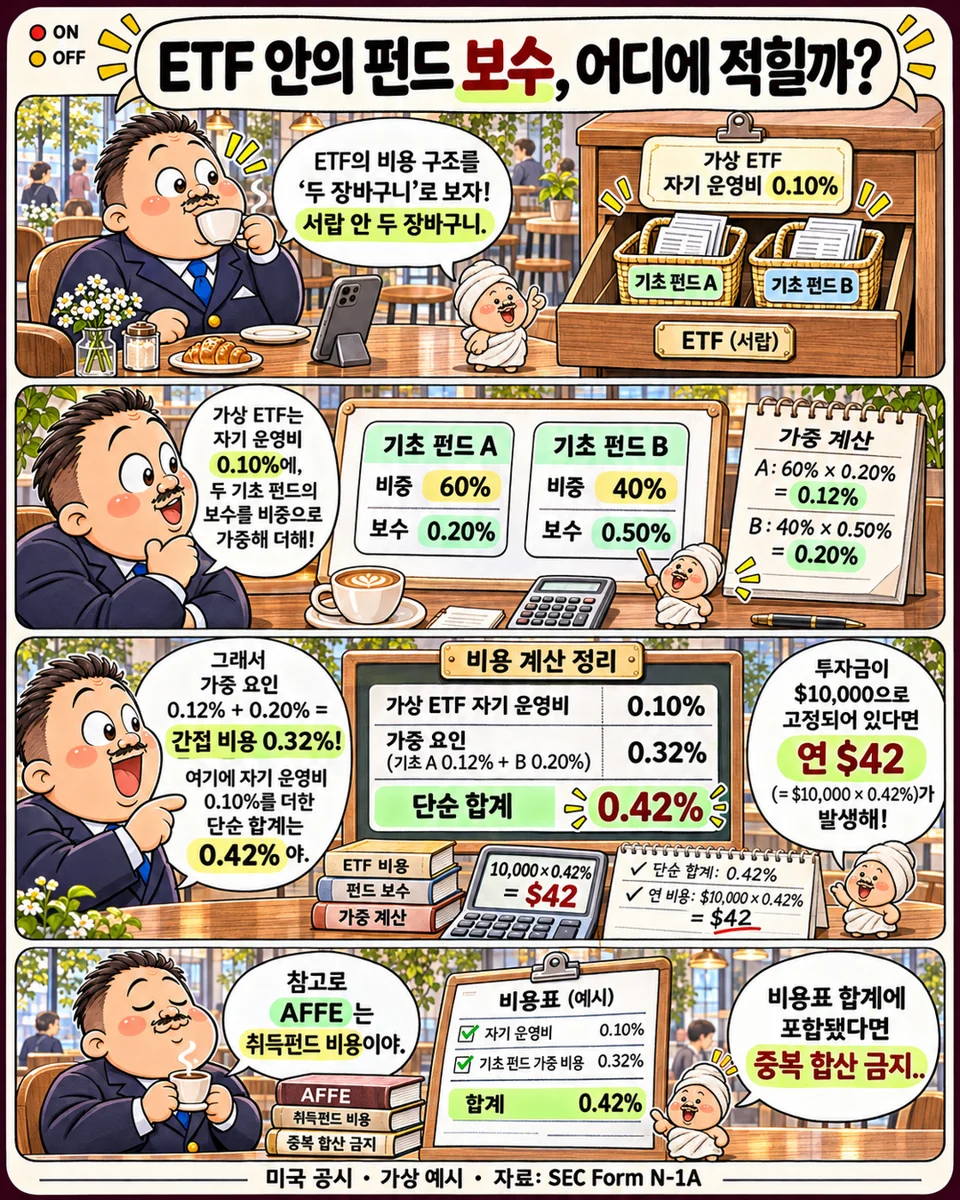 ON
OFF
ETF 안의 펀드 보수, 어디에 적힐까?
ETF의 비용 구조를
‘두 장바구니’로 보자!
서랍 안 두 장바구니.
가상 ETF
자기 운영비 0.10%
기초 펀드 A
기초 펀드 B
ETF (서랍)
가상 ETF는
자기 운영비
0.10%에,
두 기초 펀드의
보수를 비중으로
가중해 더해!
기초 펀드 A
비중 60%
보수 0.20%
기초 펀드 B
비중 40%
보수 0.50%
가중 계산
A: 60% × 0.20%
= 0.12%
B: 40% × 0.50%
= 0.20%
그래서
가중 요인
0.12% + 0.20% =
간접 비용 0.32%!
여기에 자기 운영비
0.10%를 더한
단순 합계는
0.42% 야.
비용 계산 정리
가상 ETF 자기 운영비 0.10%
가중 요인
(기초 A 0.12% + B 0.20%) 0.32%
단순 합계 0.42%
투자금이
$10,000으로
고정되어 있다면
연 $42
(= $10,000 × 0.42%)가
발생해!
ETF 비용
펀드 보수
가중 계산
10,000×0.42%
= $42
✓ 단순 합계: 0.42%
✓ 연 비용: $10,000×0.42%
= $42
참고로
AFFE 는
취득펀드 비용이야.
AFFE
취득펀드 비용
중복 합산 금지
비용표 (예시)
자기 운영비 0.10%
기초 펀드 가중 비용 0.32%
합계 0.42%
비용표 합계에
포함됐다면
중복 합산 금지..
미국 공시 • 가상 예시 • 자료: SEC Form N-1A